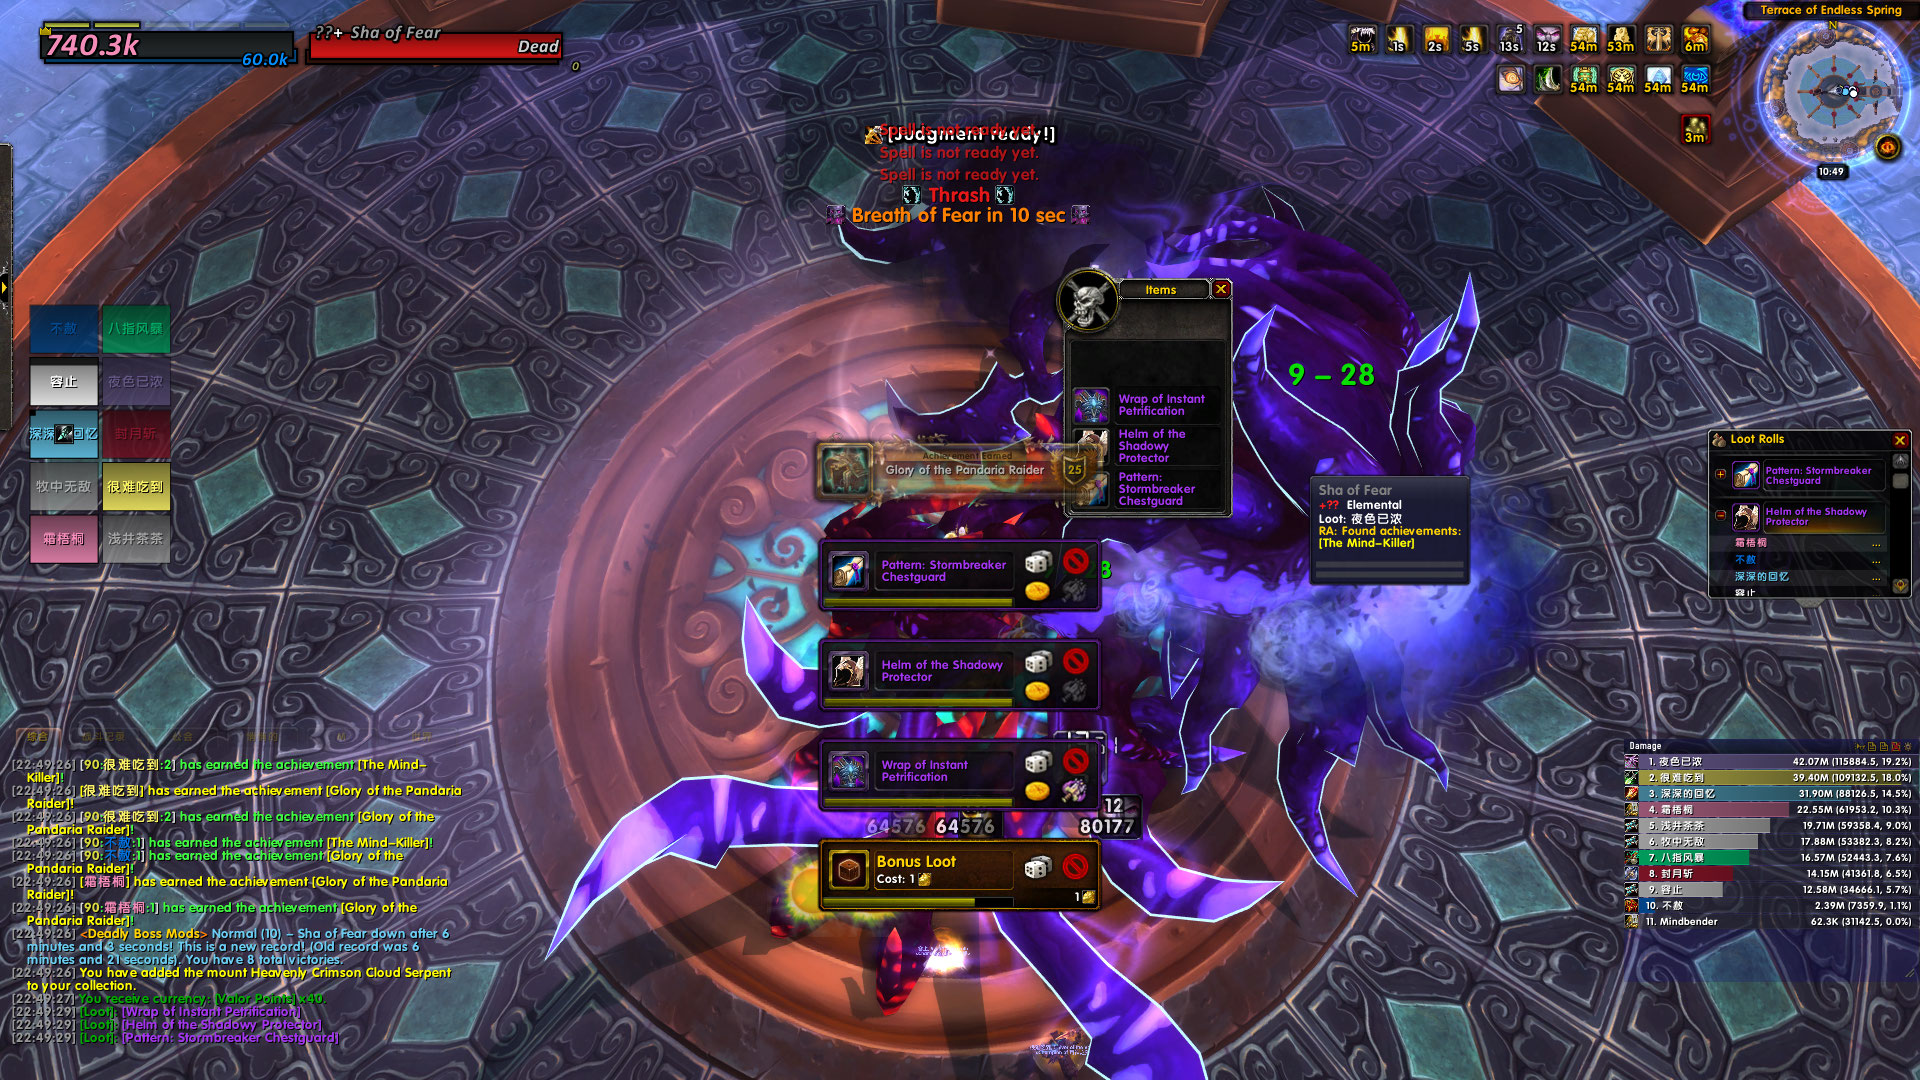 740.3k
60.0k
??+ Sha of Fear
Dead
0
5m
1s
2s
5s
5
13s
12s
54m
53m
6m
54m
54m
54m
54m
3m
Terrace of Endless Spring
N
10:49
[Judgment ready!]
Spell is not ready yet.
Spell is not ready yet.
Spell is not ready yet.
Thrash
Breath of Fear in 10 sec
不敵
八指风暴
容止
夜色已浓
深深 回忆
封月斩
牧中无敌
很难吃到
霜梧桐
浅井茶茶
Items
Wrap of Instant
Petrification
Helm of the
Shadowy
Protector
Pattern:
Stormbreaker
Chestguard
9 – 28
Achievement Earned
Glory of the Pandaria Raider
25
Sha of Fear
+?? Elemental
Loot: 夜色已浓
RA: Found achievements:
[The Mind–Killer]
Loot Rolls
Pattern: Stormbreaker
Chestguard
Helm of the Shadowy
Protector
霜梧桐 ...
不敵 ...
深深的回忆 ...
容止
Pattern: Stormbreaker
Chestguard
8
Helm of the Shadowy
Protector
Wrap of Instant
Petrification
64576
64576
12
80177
Bonus Loot
Cost: 1
1
综合
[22:49:26] [90:很难吃到:2] has earned the achievement [The Mind–
Killer]!
[22:49:26] [很难吃到] has earned the achievement [Glory of the Pandaria
Raider]!
[22:49:26] [90:很难吃到:2] has earned the achievement [Glory of the
Pandaria Raider]!
[22:49:26] [90:不敵:1] has earned the achievement [The Mind–Killer]!
[22:49:26] [90:不敵:1] has earned the achievement [Glory of the
Pandaria Raider]!
[22:49:26] [霜梧桐] has earned the achievement [Glory of the Pandaria
Raider]!
[22:49:26] [90:霜梧桐:1] has earned the achievement [Glory of the
Pandaria Raider]!
[22:49:26] <Deadly Boss Mods> Normal (10) – Sha of Fear down after 6
minutes and 3 seconds! This is a new record! (Old record was 6
minutes and 21 seconds). You have 8 total victories.
[22:49:26] You have added the mount Heavenly Crimson Cloud Serpent
to your collection.
[22:49:27] You receive currency: [Valor Points] x40.
[22:49:29] [Loot]: [Wrap of Instant Petrification]
[22:49:29] [Loot]: [Helm of the Shadowy Protector]
[22:49:29] [Loot]: [Pattern: Stormbreaker Chestguard]
Damage
1. 夜色已浓 42.07M (115884.5, 19.2%)
2. 很难吃到 39.40M (109132.5, 18.0%)
3. 深深的回忆 31.90M (88126.5, 14.5%)
4. 霜梧桐 22.55M (61953.2, 10.3%)
5. 浅井茶茶 19.71M (59358.4, 9.0%)
6. 牧中无敌 17.88M (53382.3, 8.2%)
7. 八指风暴 16.57M (52443.3, 7.6%)
8. 封月斩 14.15M (41361.8, 6.5%)
9. 容止 12.58M (34666.1, 5.7%)
10. 不敵 2.39M (7359.9, 1.1%)
11. Mindbender 62.3K (31142.5, 0.0%)